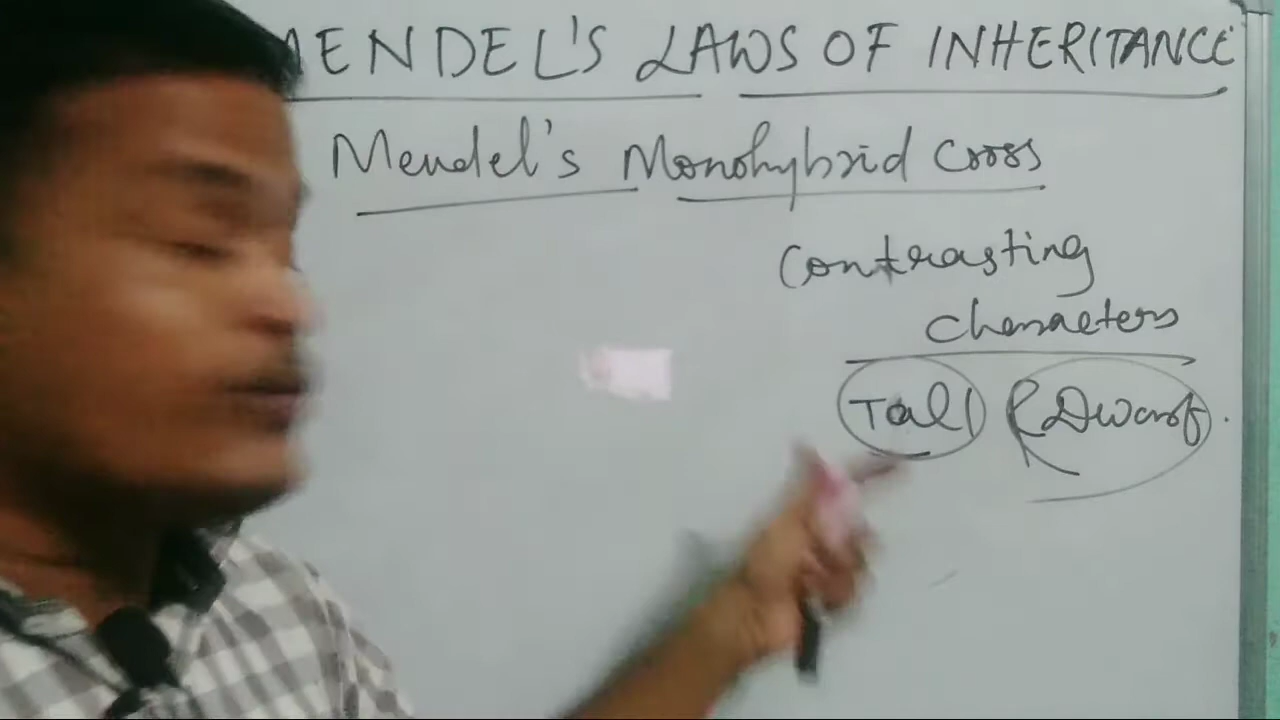 MENDEL'S LAWS OF INHERITANCE
Mendel's Monohybrid Cross
Contrasting
Characters
Tall Dwarf.